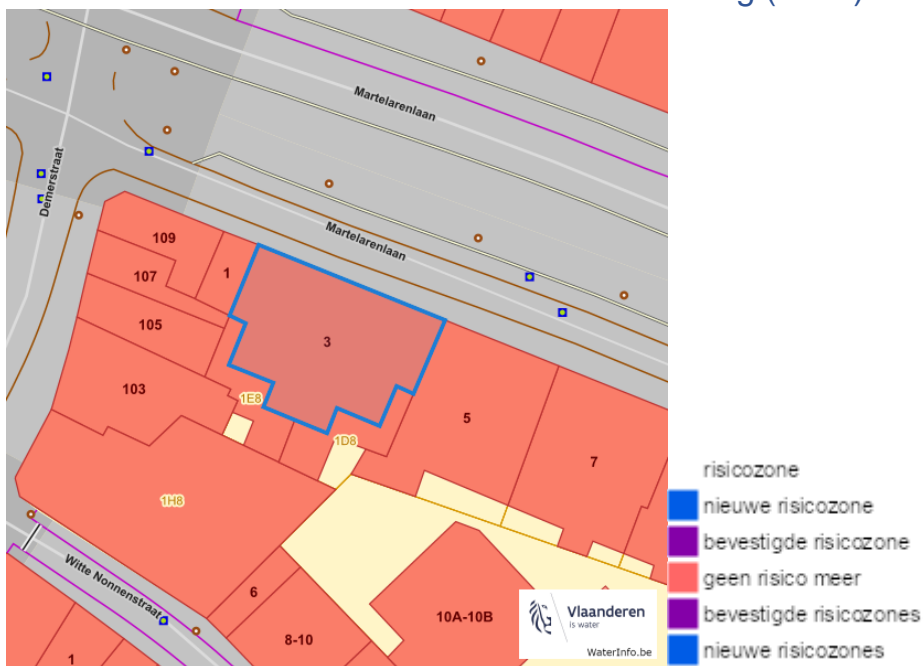 Martelarenlaan
Demerstraat
Martelarenlaan
109
107
1
105
3
103
1E8
5
1D8
7
1H8
Witte Nonnenstraat
6
8-10
10A-10B
1
Vlaanderen
is water
WaterInfo.be
risicozone
nieuwe risicozone
bevestigde risicozone
geen risico meer
bevestigde risicozones
nieuwe risicozones